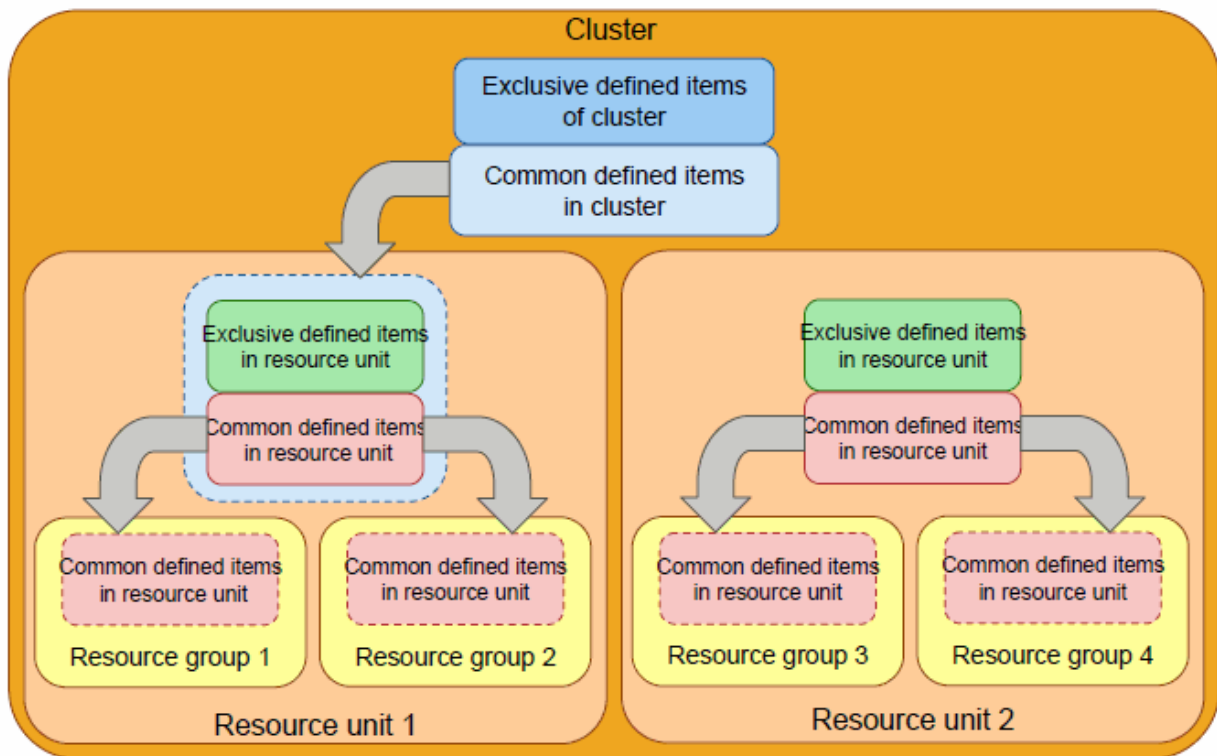 Cluster
Exclusive defined items
of cluster
Common defined items
in cluster
Exclusive defined items
in resource unit
Common defined items
in resource unit
Common defined items
in resource unit
Resource group 1
Common defined items
in resource unit
Resource group 2
Resource unit 1
Exclusive defined items
in resource unit
Common defined items
in resource unit
Common defined items
in resource unit
Resource group 3
Common defined items
in resource unit
Resource group 4
Resource unit 2